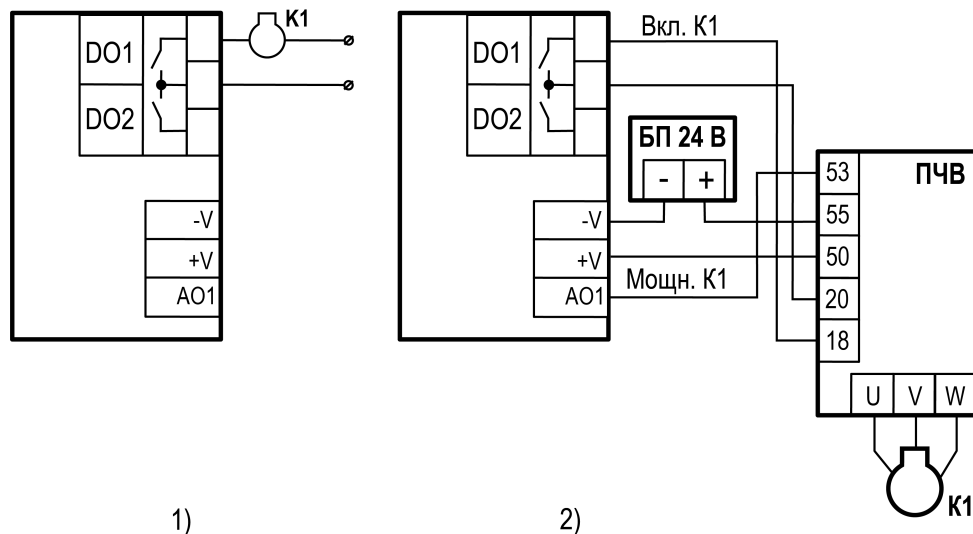 DO1
DO2
-V
+V
AO1
К1
1)
DO1
DO2
-V
+V
AO1
Вкл. К1
БП 24 В
- +
Мощн. К1
ПЧВ
53
55
50
20
18
U V W
К1
2)